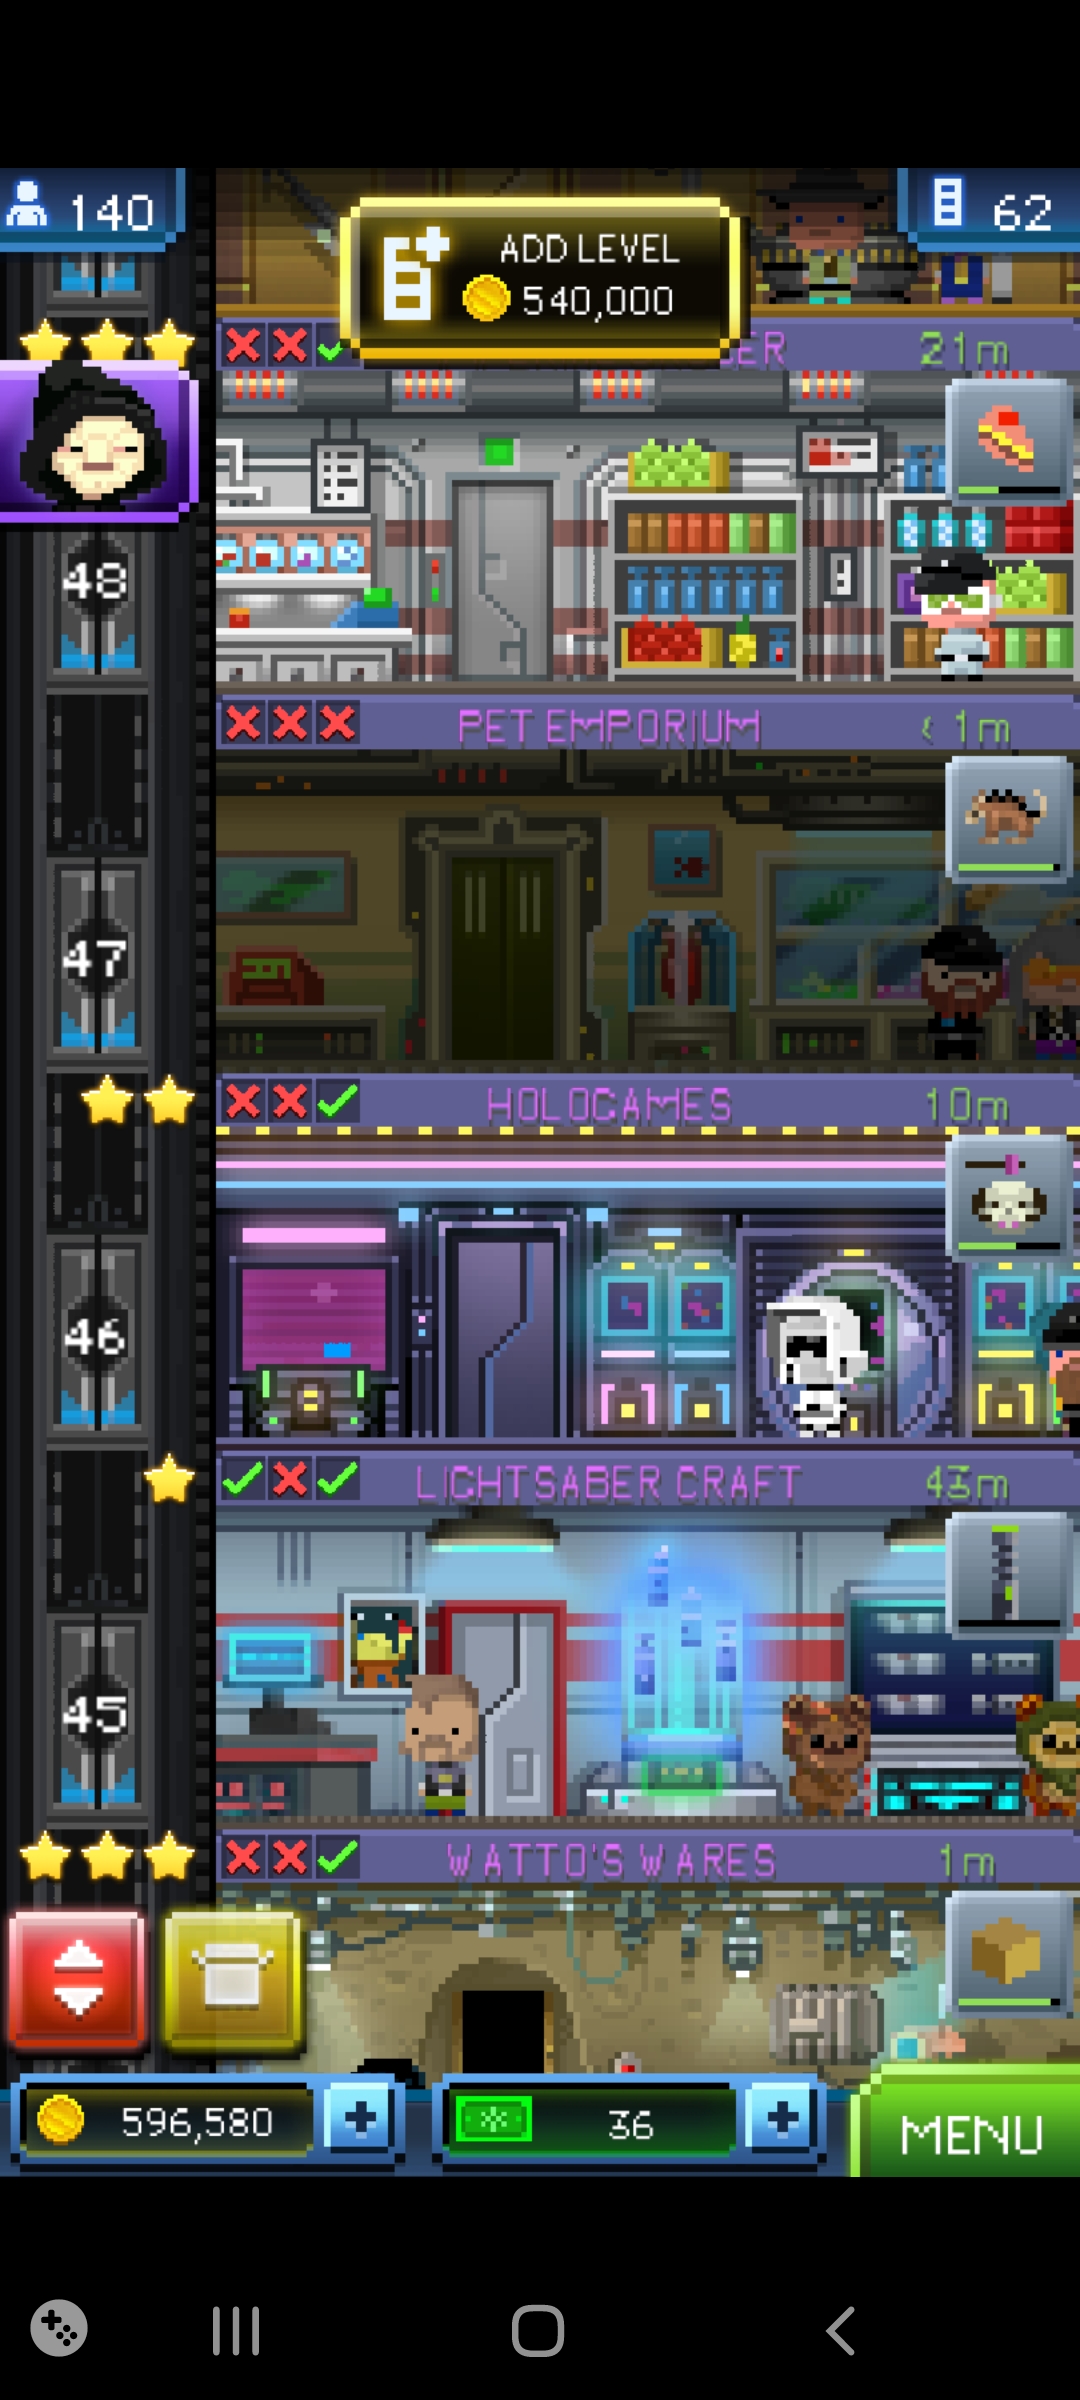 140
ADD LEVEL
540,000
62
21m
48
PET EMPORIUM
< 1m
47
HOLOGAMES
10m
46
LIGHTSABER CRAFT
43m
45
WATTO'S WARES
1m
596,580
36
MENU